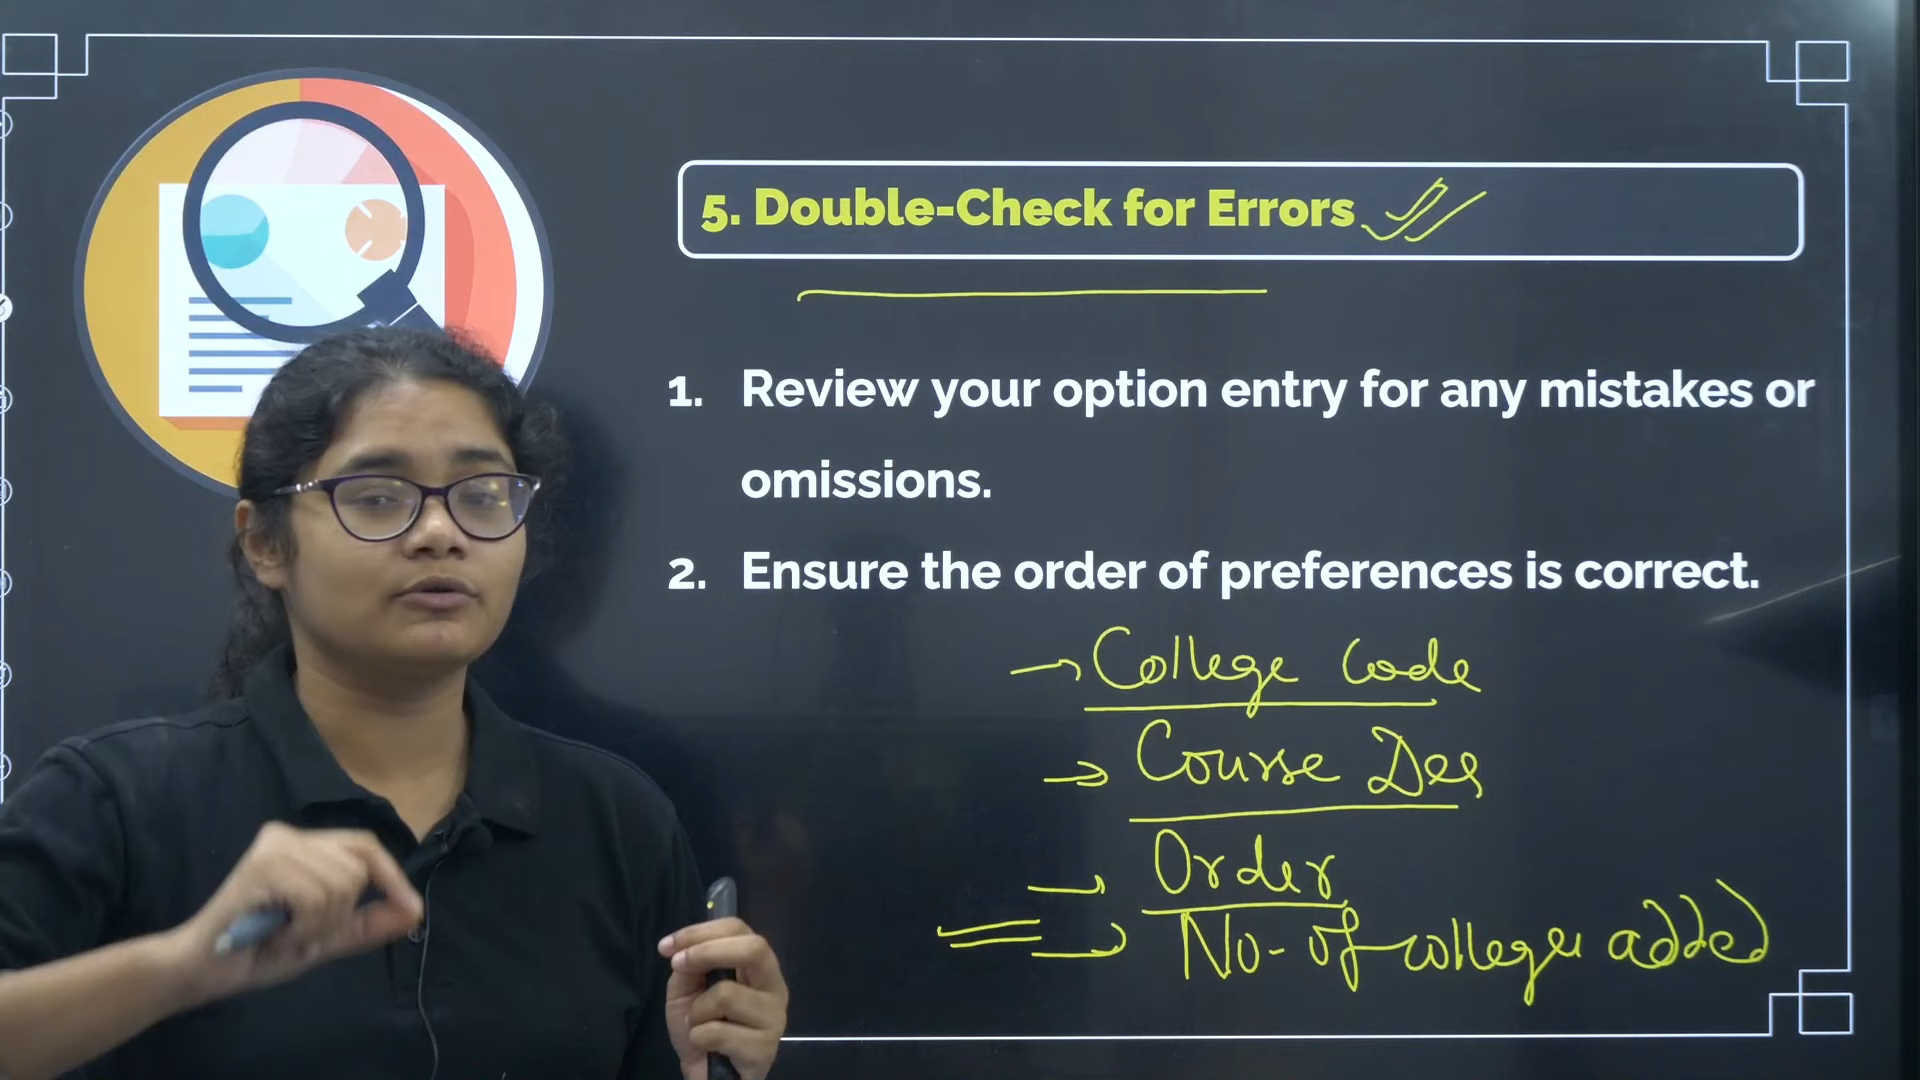 5. Double-Check for Errors
1. Review your option entry for any mistakes or
omissions.
2. Ensure the order of preferences is correct.
→ College Code
→ Course Des
→ Order
→ No. of colleges added